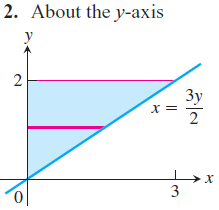 2. About the y-axis
y
2
x = 3y/2
x
0
3